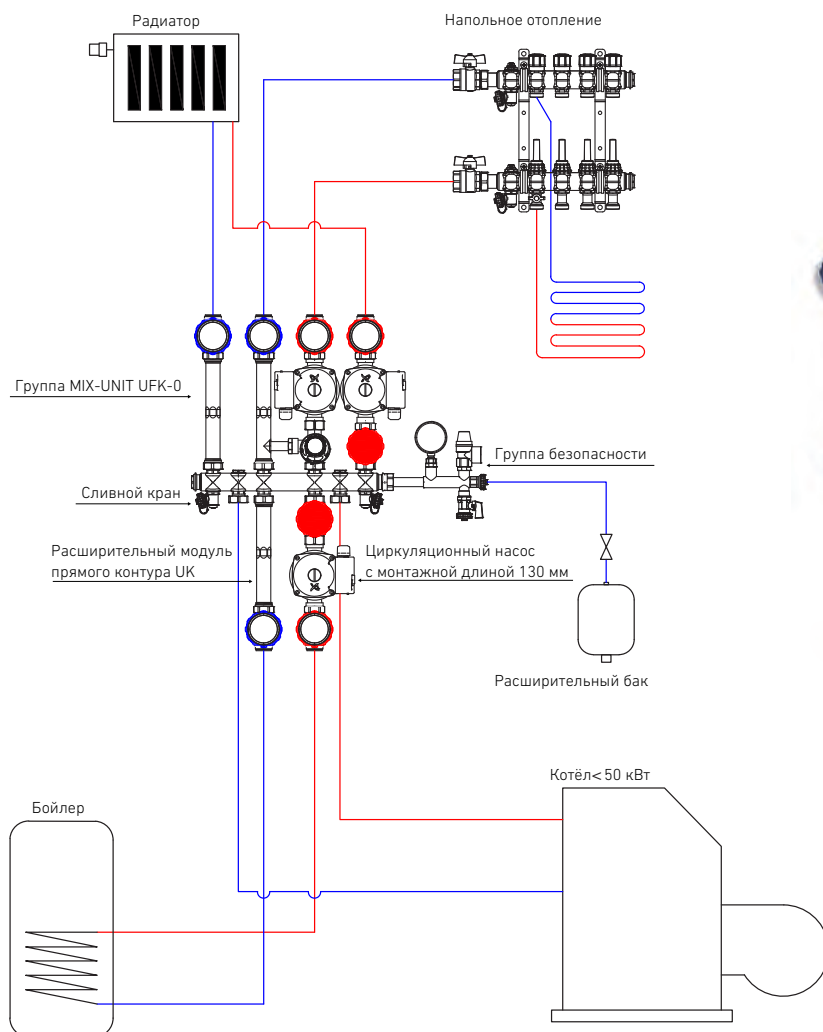 Радиатор
Напольное отопление
Группа MIX-UNIT UFK-0
Группа безопасности
Сливной кран
Расширительный модуль
прямого контура UK
Циркуляционный насос
с монтажной длиной 130 мм
Расширительный бак
Котёл< 50 кВт
Бойлер